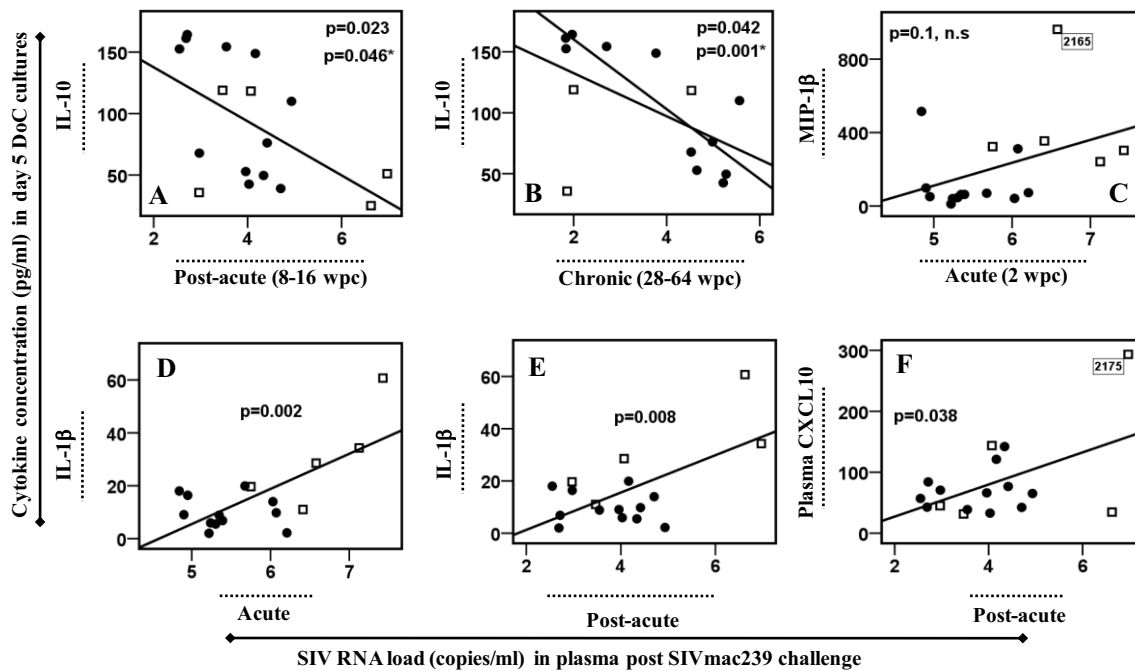 Cytokine concentration (pg/ml) in day 5 DoC cultures
IL-10
150
100
50
p=0.023
p=0.046*
A
2 4 6
Post-acute (8-16 wpc)
IL-10
150
100
50
p=0.042
p=0.001*
B
2 4 6
Chronic (28-64 wpc)
MIP-1β
800
400
0
p=0.1, n.s
2165
C
5 6 7
Acute (2 wpc)
IL-1β
60
40
20
0
D
p=0.002
5 6 7
Acute
IL-1β
60
40
20
0
E
p=0.008
2 4 6
Post-acute
Plasma CXCL10
300
200
100
0
F
2175
p=0.038
2 4 6
Post-acute
SIV RNA load (copies/ml) in plasma post SIVmac239 challenge